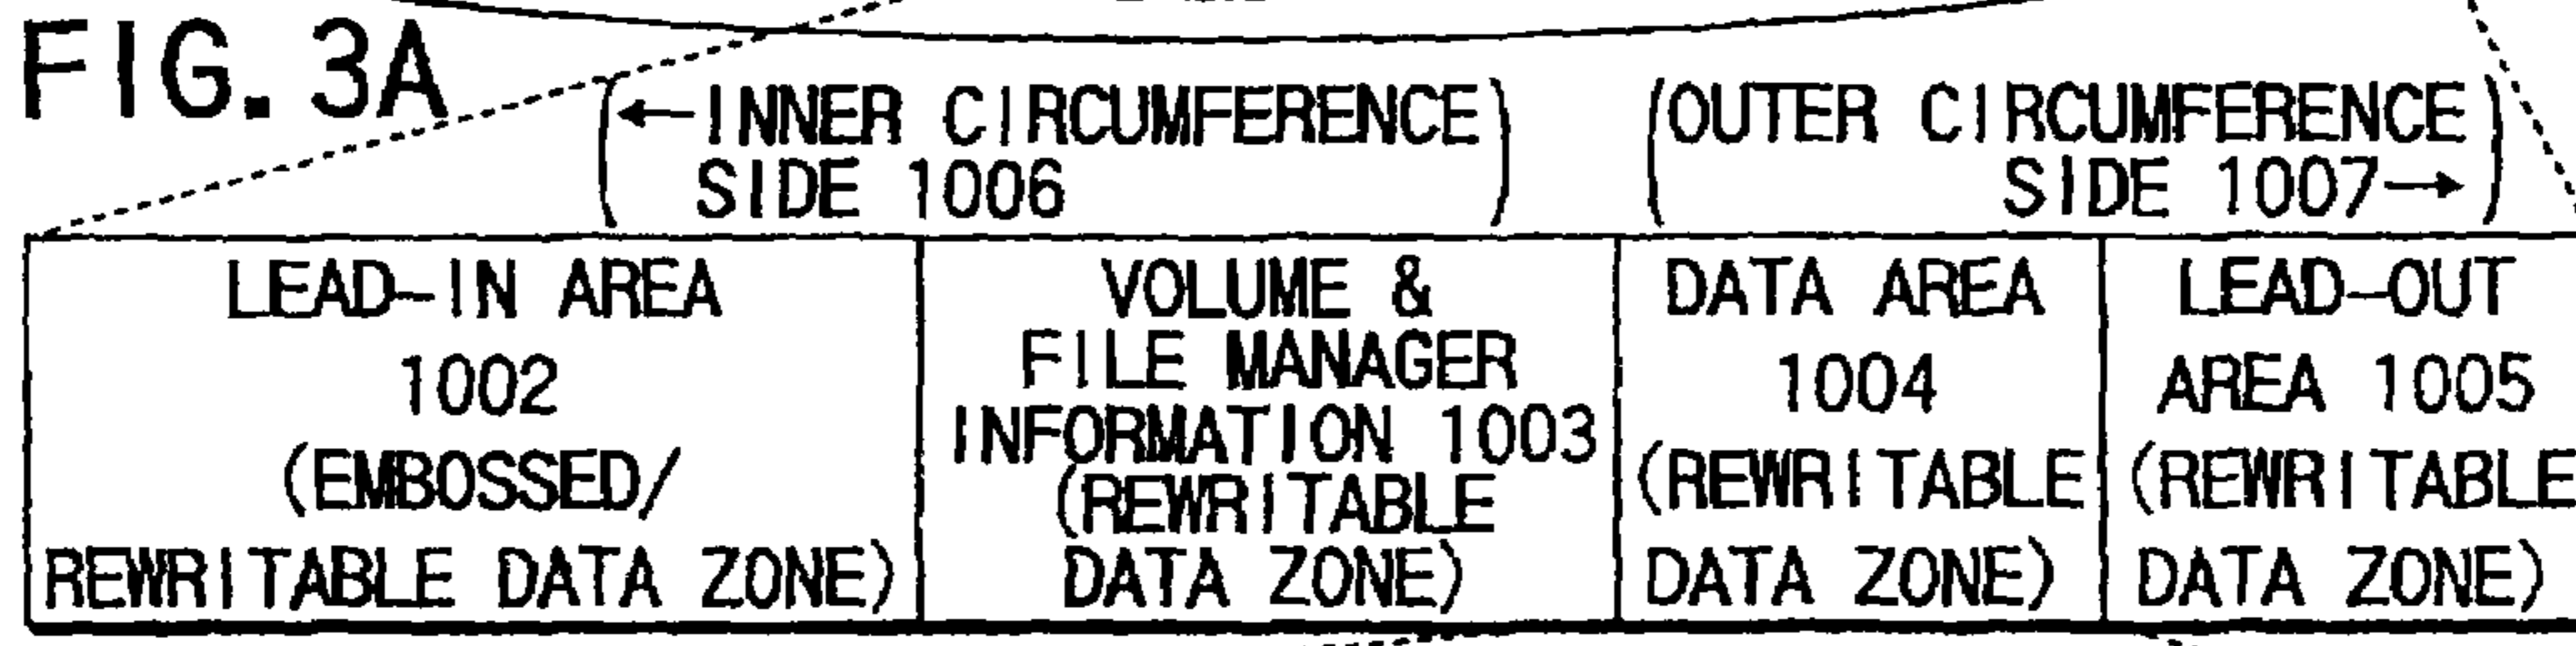 FIG. 3A
(←INNER CIRCUMFERENCE
SIDE 1006)
(OUTER CIRCUMFERENCE
SIDE 1007→)
LEAD-IN AREA
1002
(EMBOSSED/
REWRITABLE DATA ZONE)
VOLUME &
FILE MANAGER
INFORMATION 1003
(REWRITABLE
DATA ZONE)
DATA AREA
1004
(REWRITABLE
DATA ZONE)
LEAD-OUT
AREA 1005
(REWRITABLE
DATA ZONE)